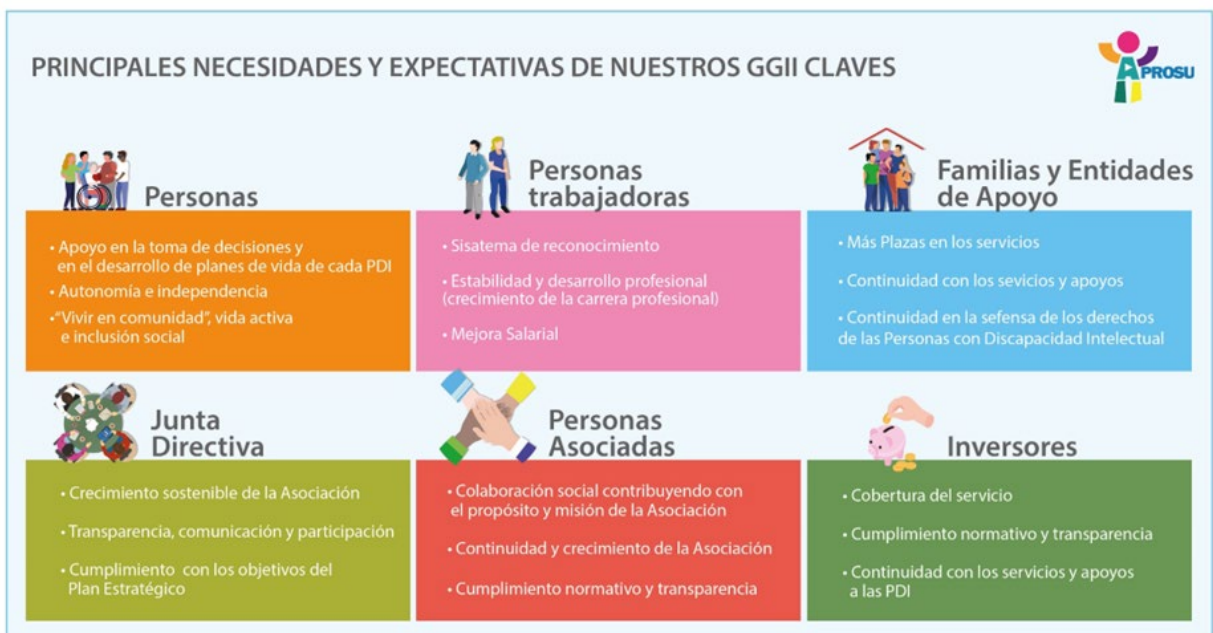 PRINCIPALES NECESIDADES Y EXPECTATIVAS DE NUESTROS GGII CLAVES
APROSU
Personas
• Apoyo en la toma de decisiones y
en el desarrollo de planes de vida de cada PDI
• Autonomía e independencia
•"Vivir en comunidad", vida activa
e inclusión social
Personas
trabajadoras
• Sisatema de reconocimiento
• Estabilidad y desarrollo profesional
(crecimiento de la carrera profesional)
• Mejora Salarial
Familias y Entidades
de Apoyo
• Más Plazas en los servicios
• Continuidad con los sevicios y apoyos
• Continuidad en la sefensa de los derechos
de las Personas con Discapacidad Intelectual
Junta
Directiva
• Crecimiento sostenible de la Asociación
• Transparencia, comunicación y participación
• Cumplimiento con los objetivos del
Plan Estratégico
Personas
Asociadas
• Colaboración social contribuyendo con
el propósito y misión de la Asociación
• Continuidad y crecimiento de la Asociación
• Cumplimiento normativo y transparencia
Inversores
• Cobertura del servicio
• Cumplimiento normativo y transparencia
• Continuidad con los servicios y apoyos
a las PDI